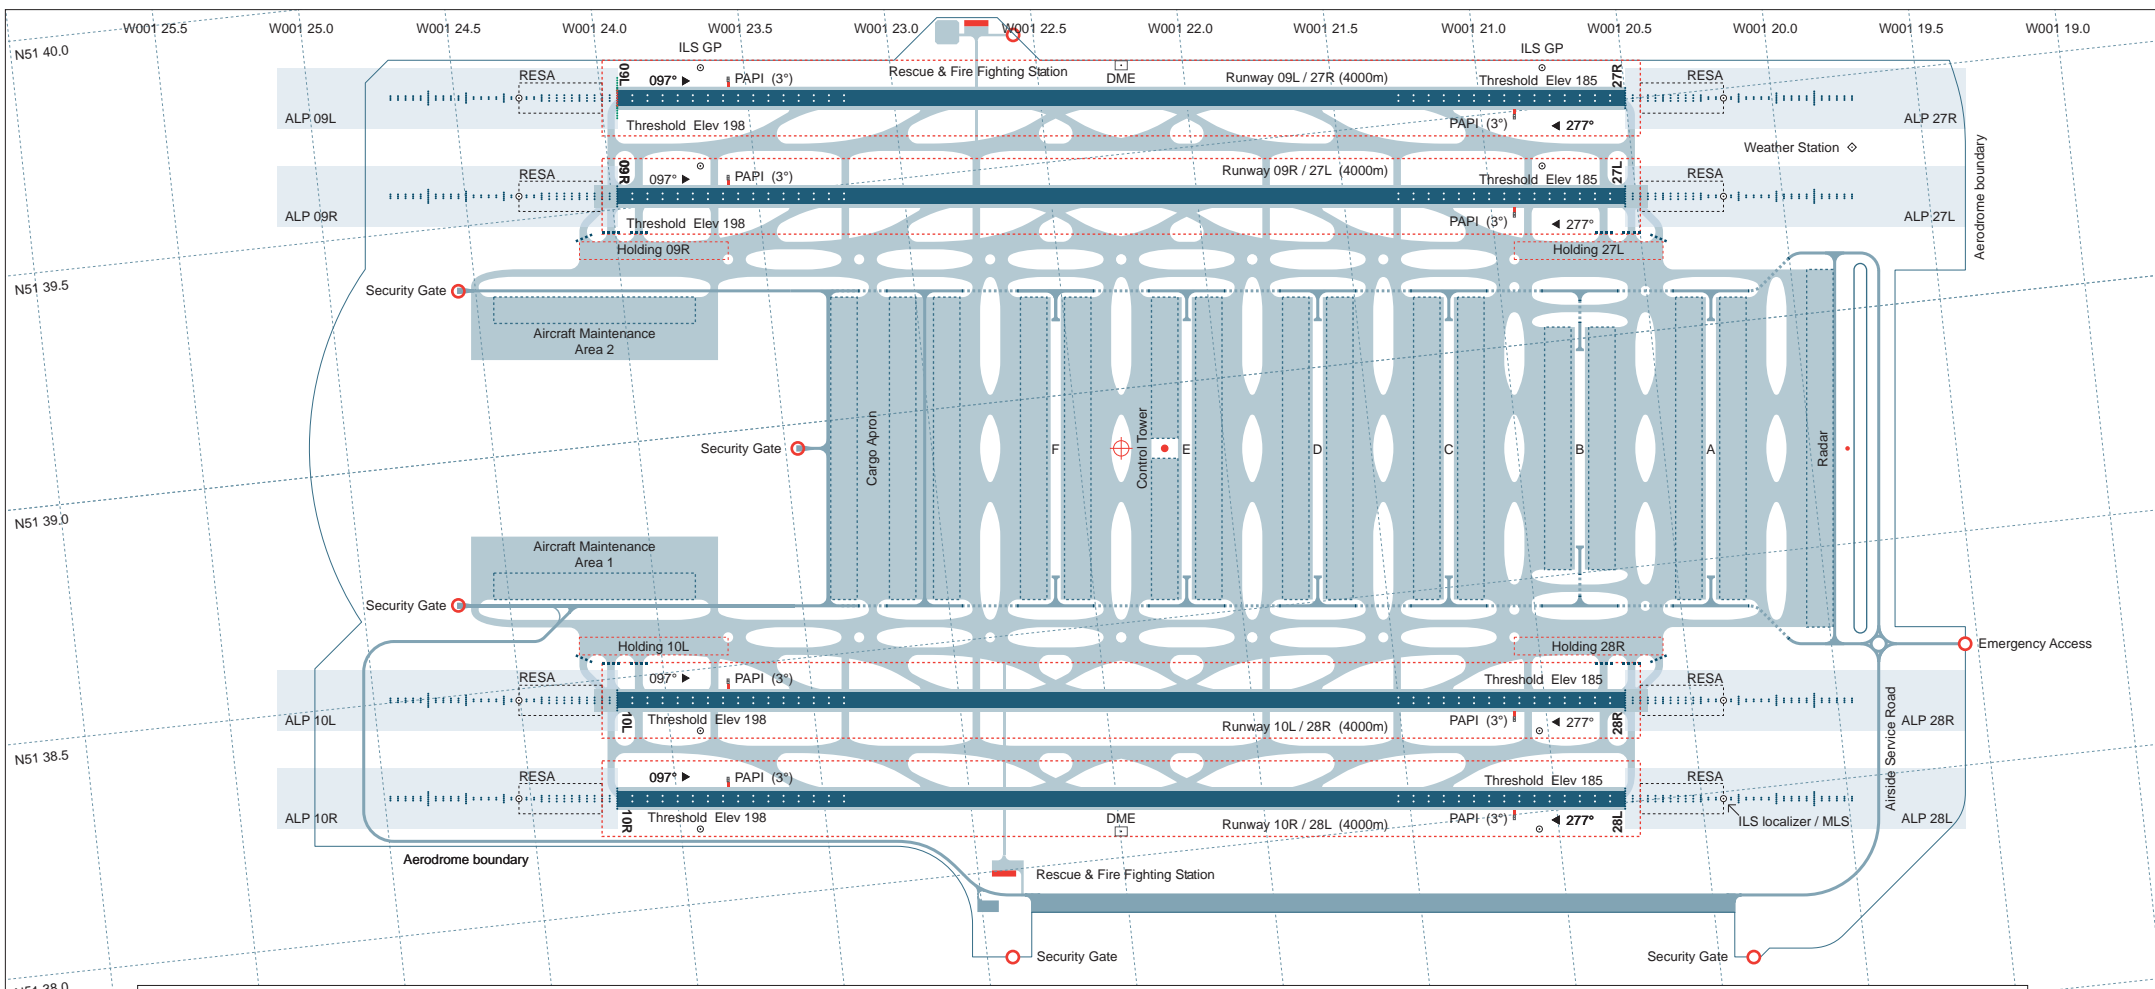 W001 25.5
W001 25.0
W001 24.5
W001 24.0
W001 23.5
W001 23.0
W001 22.5
W001 22.0
W001 21.5
W001 21.0
W001 20.5
W001 20.0
W001 19.5
W001 19.0
N51 40.0
ILS GP
ILS GP
RESA
09L
097°
PAPI (3°)
Rescue & Fire Fighting Station
DME
Runway 09L / 27R (4000m)
Threshold Elev 185
27R
RESA
ALP 09L
Threshold Elev 198
PAPI (3°)
277°
ALP 27R
Weather Station
Aerodrome boundary
RESA
09R
097°
PAPI (3°)
Runway 09R / 27L (4000m)
Threshold Elev 185
27L
RESA
ALP 09R
Threshold Elev 198
PAPI (3°)
277°
ALP 27L
Holding 09R
Holding 27L
N51 39.5
Security Gate
Aircraft Maintenance
Area 2
Security Gate
Cargo Apron
F
Control Tower
E
D
C
B
A
Radar
N51 39.0
Aircraft Maintenance
Area 1
Security Gate
Holding 10L
Holding 28R
Emergency Access
RESA
097°
PAPI (3°)
Threshold Elev 185
RESA
ALP 10L
10L
Threshold Elev 198
Runway 10L / 28R (4000m)
PAPI (3°)
277°
28R
ALP 28R
Airside Service Road
N51 38.5
RESA
097°
PAPI (3°)
Threshold Elev 185
RESA
ALP 10R
10R
Threshold Elev 198
DME
Runway 10R / 28L (4000m)
PAPI (3°)
277°
28L
ILS localizer / MLS
ALP 28L
Aerodrome boundary
Rescue & Fire Fighting Station
Security Gate
Security Gate
N51 38.0